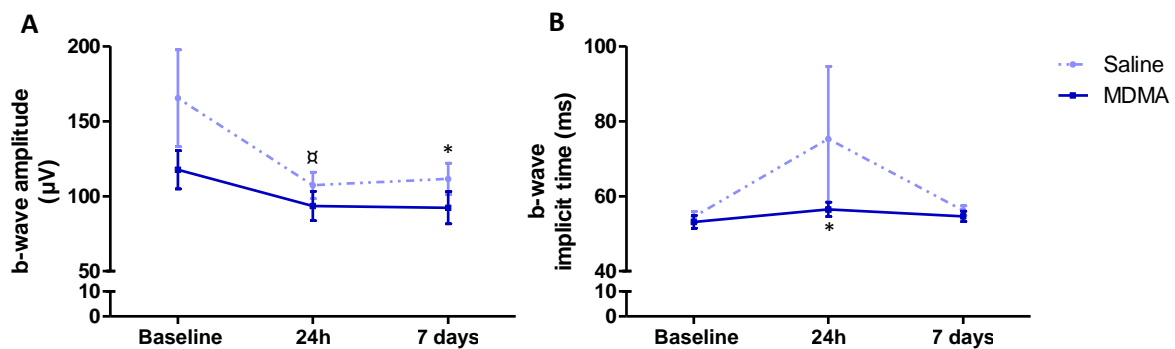 A
b-wave amplitude
(µV)
200
150
100
50
10
0
¤
*
Baseline
24h
7 days
B
b-wave
implicit time (ms)
100
80
60
40
10
0
*
Baseline
24h
7 days
Saline
MDMA